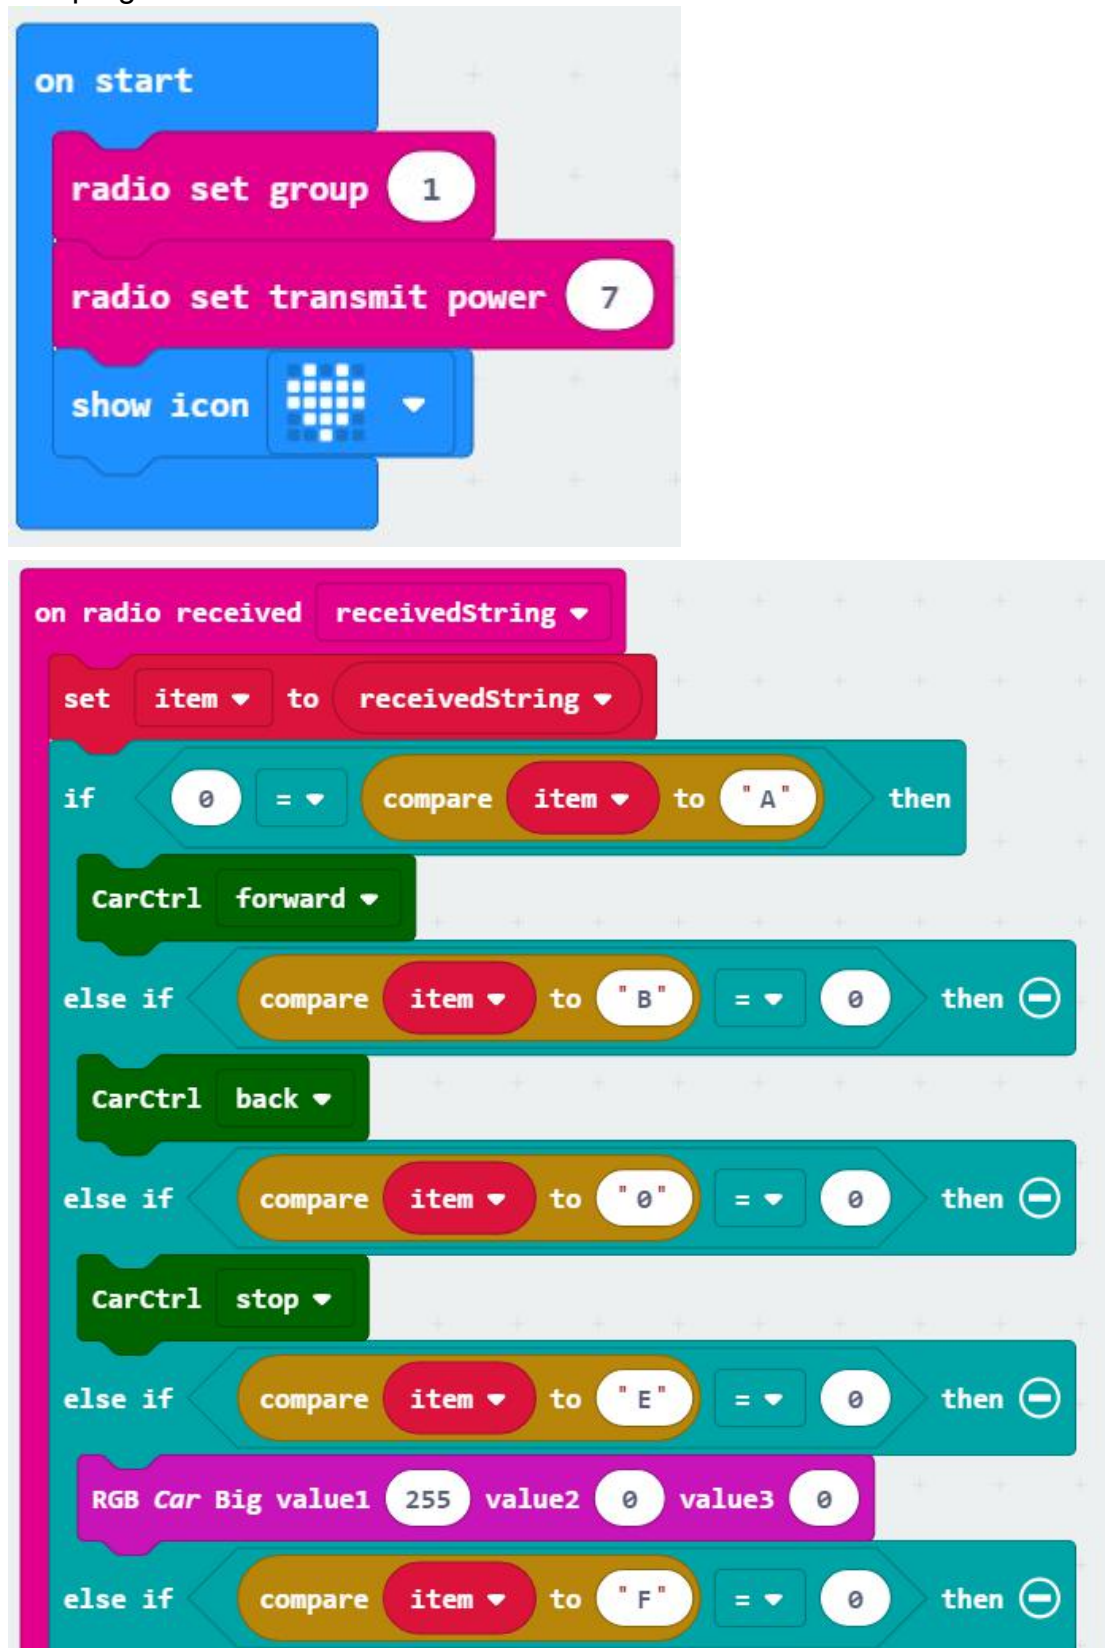 on start
radio set group 1
radio set transmit power 7
show icon
on radio received receivedString
set item to receivedString
if 0 = compare item to "A" then
CarCtrl forward
else if compare item to "B" = 0 then
CarCtrl back
else if compare item to "0" = 0 then
CarCtrl stop
else if compare item to "E" = 0 then
RGB Car Big value1 255 value2 0 value3 0
else if compare item to "F" = 0 then